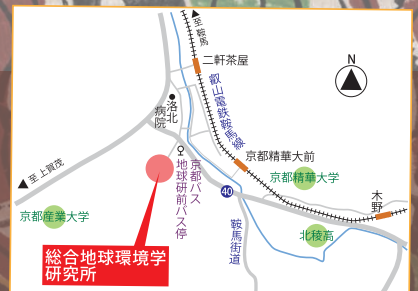 至 鞍馬
N
二軒茶屋
叡山電鉄鞍馬線
洛北
病院
京都精華大前
京都バス
地球研前バス停
京都精華大学
至 上賀茂
40
木野
京都産業大学
鞍馬街道
北稜高
総合地球環境学
研究所